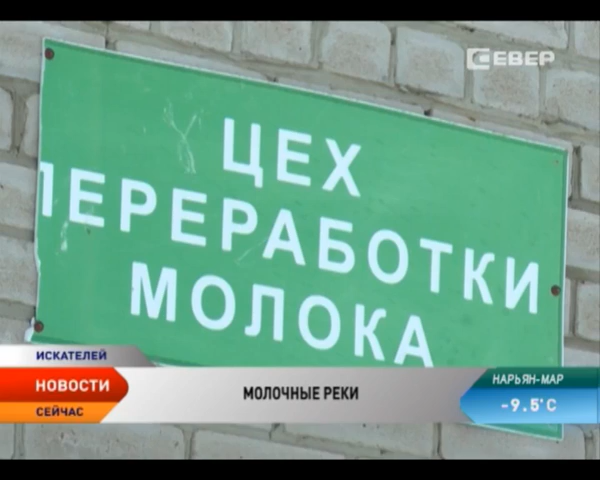 СЕВЕР
ЦЕХ
ПЕРЕРАБОТКИ
МОЛОКА
ИСКАТЕЛЕЙ
НОВОСТИ
СЕЙЧАС
МОЛОЧНЫЕ РЕКИ
НАРЬЯН-МАР
-9.5°C